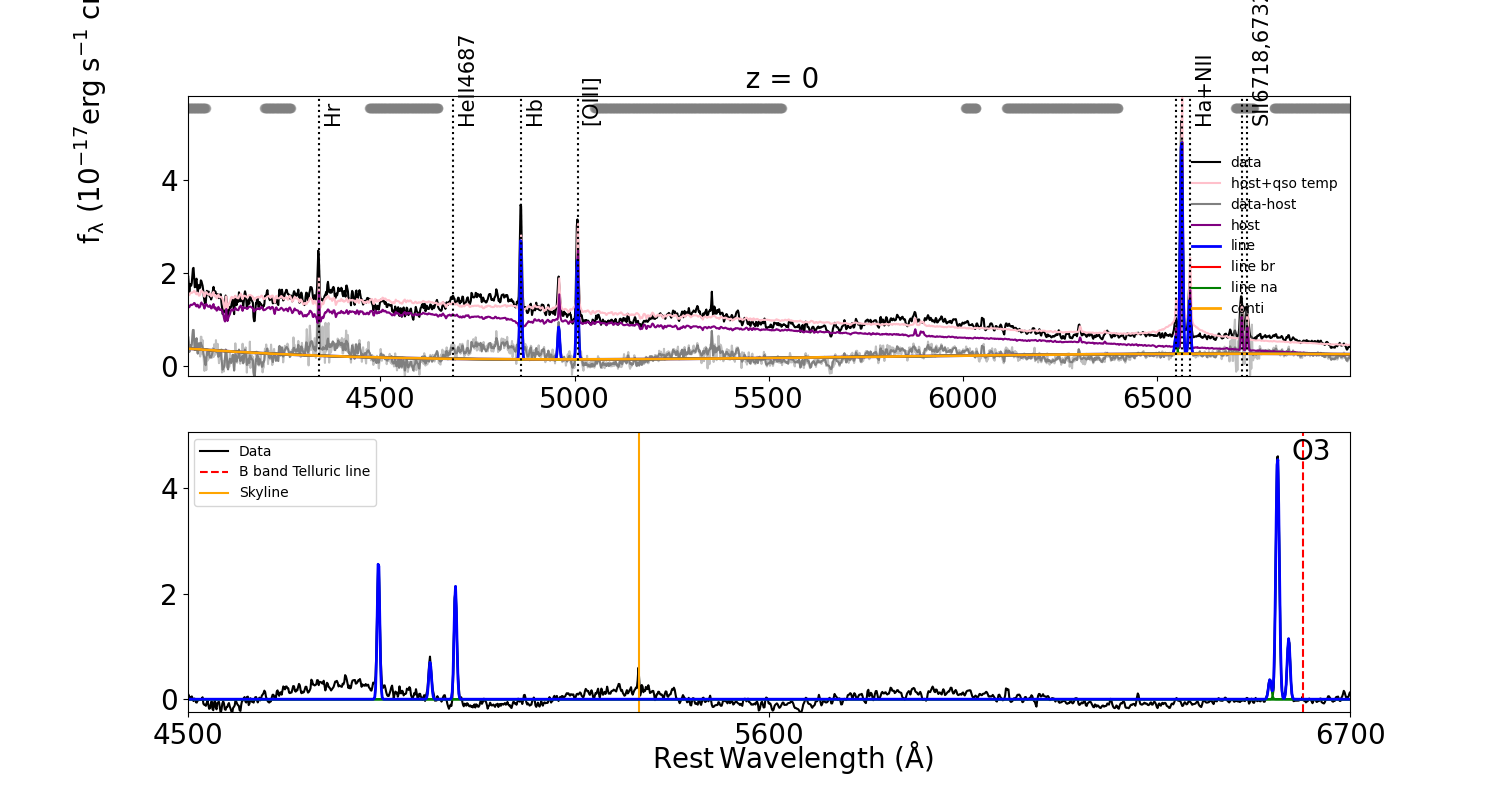 z = 0
f_λ (10^−17 erg s^−1 c
Hr
HeII4687
Hb
[OIII]
Ha+NII
SII6718,6732
4
2
0
data
host+qso temp
data-host
host
line
line br
line na
conti
4500 5000 5500 6000 6500
Data
B band Telluric line
Skyline
O3
4
2
0
4500 5600 6700
Rest Wavelength (Å)